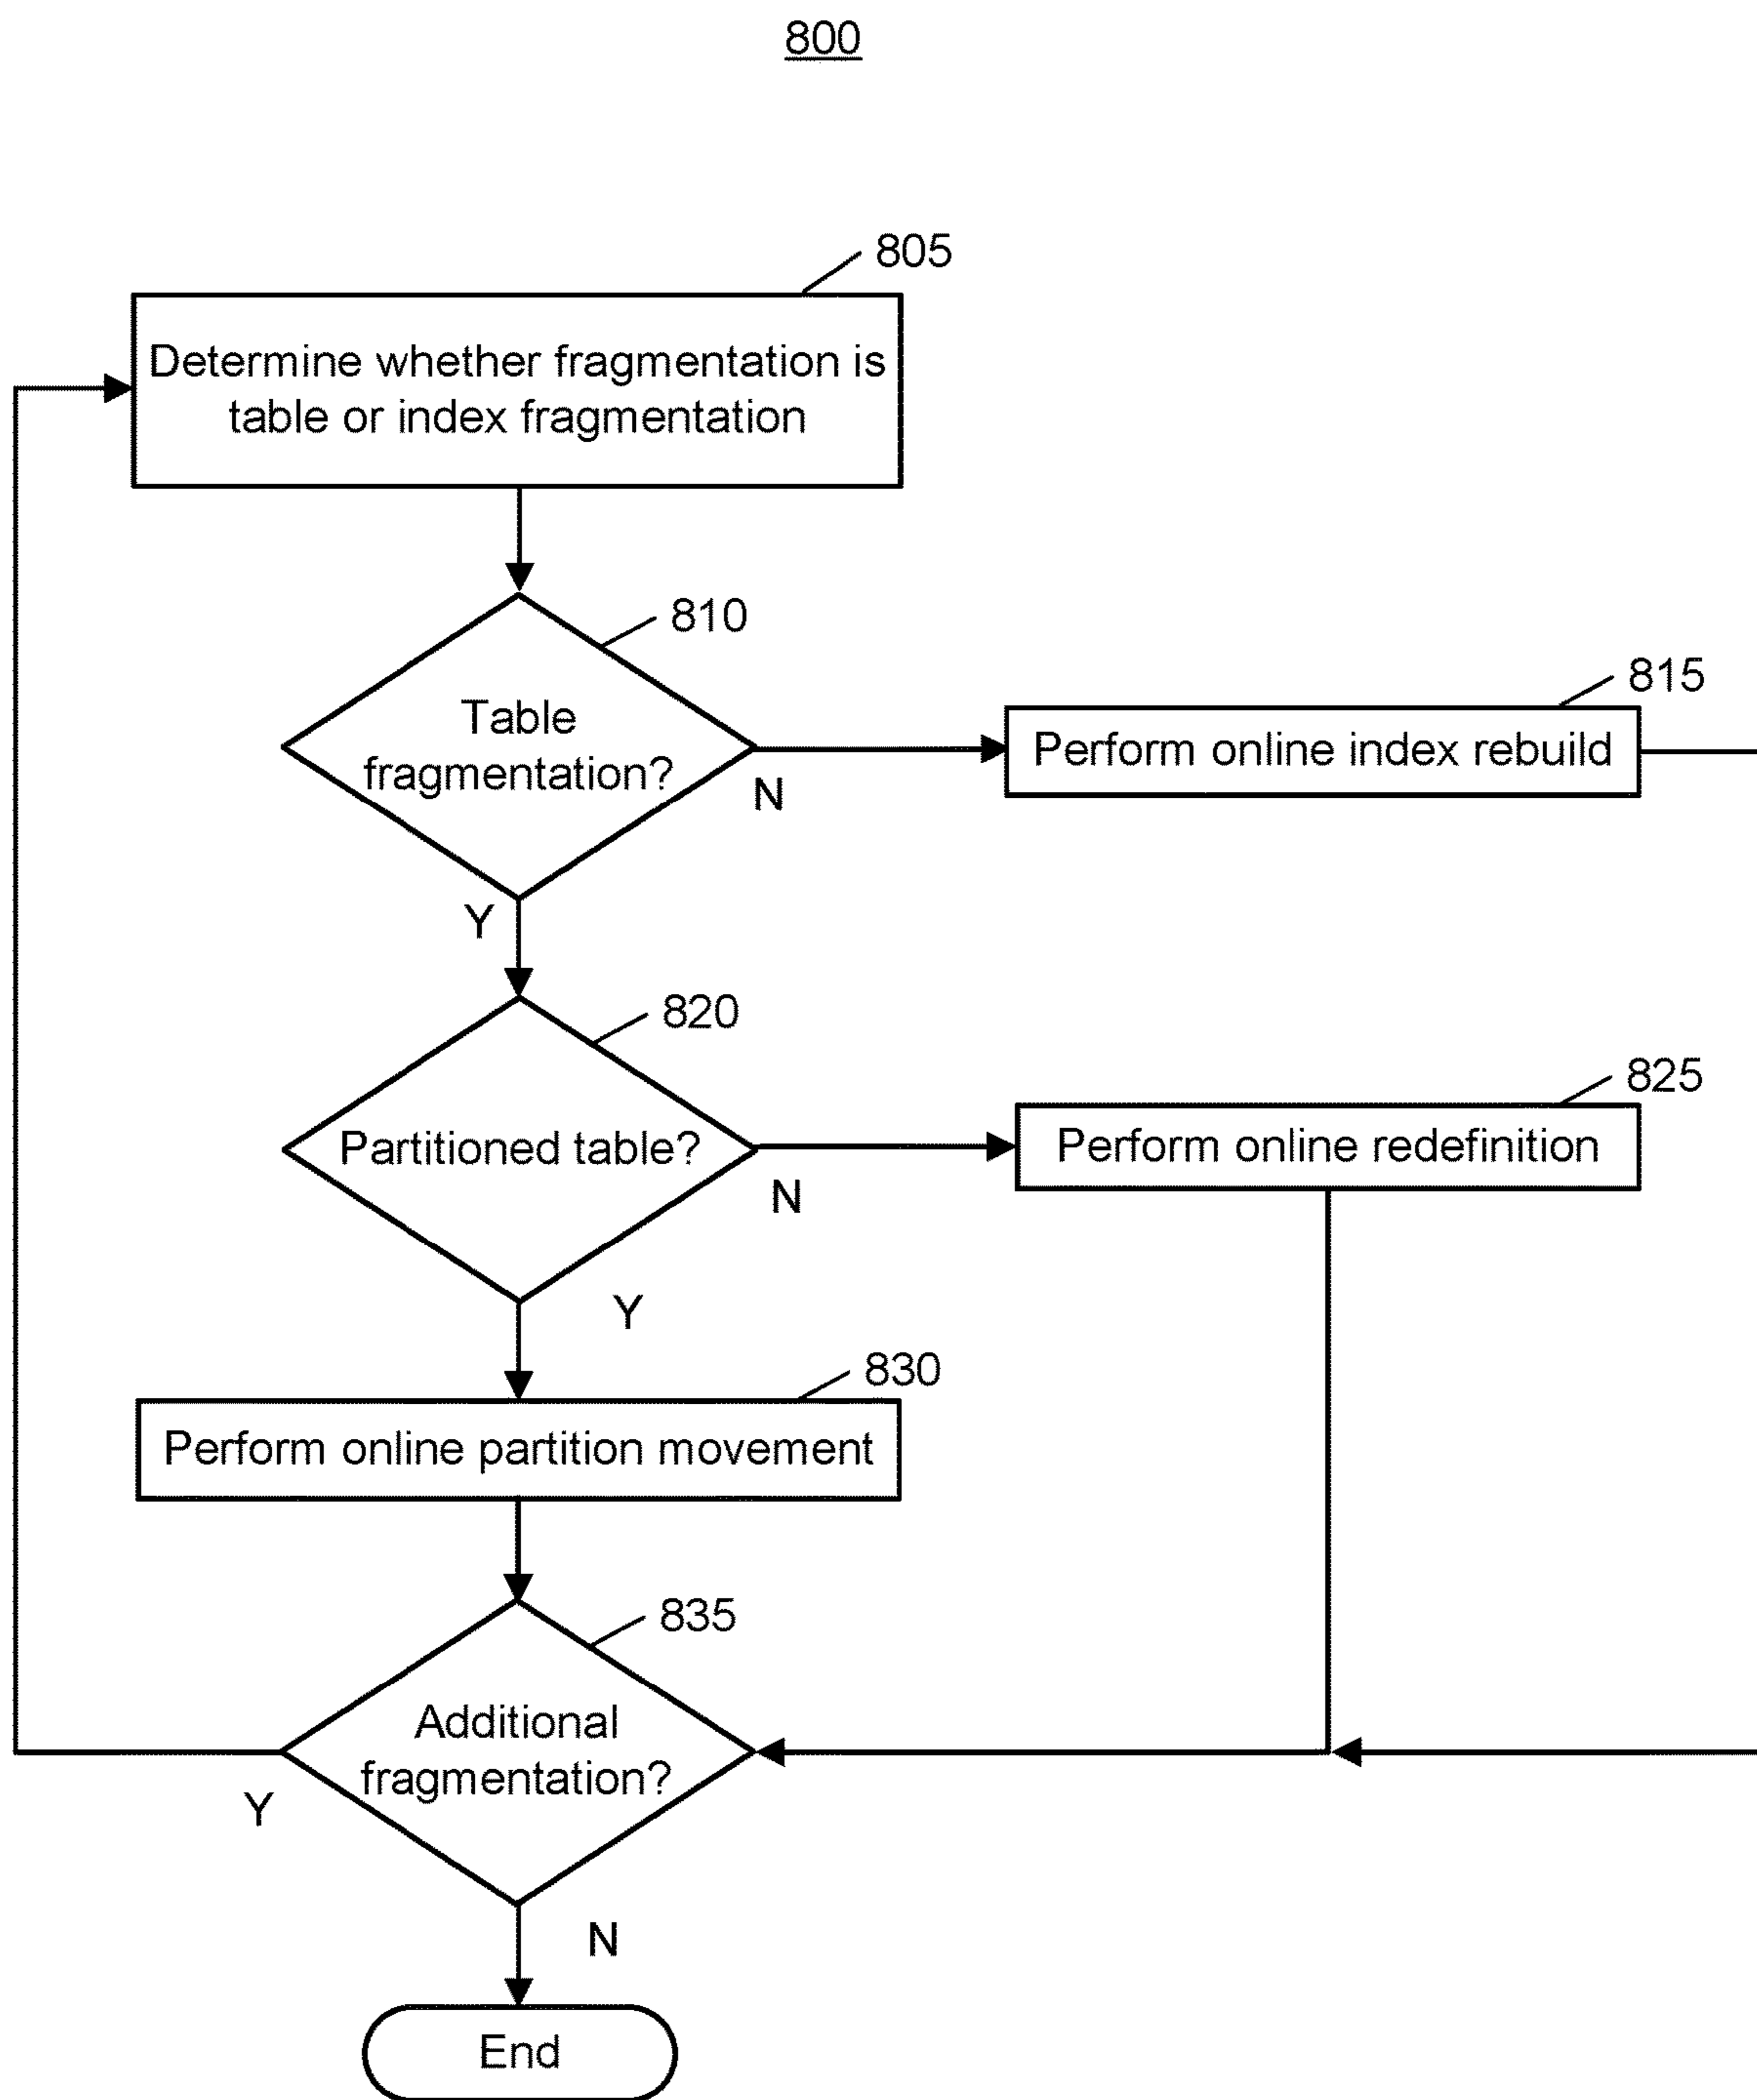 800
805
Determine whether fragmentation is
table or index fragmentation
810
Table
fragmentation?
N
Y
815
Perform online index rebuild
820
Partitioned table?
N
Y
825
Perform online redefinition
830
Perform online partition movement
835
Additional
fragmentation?
Y
N
End